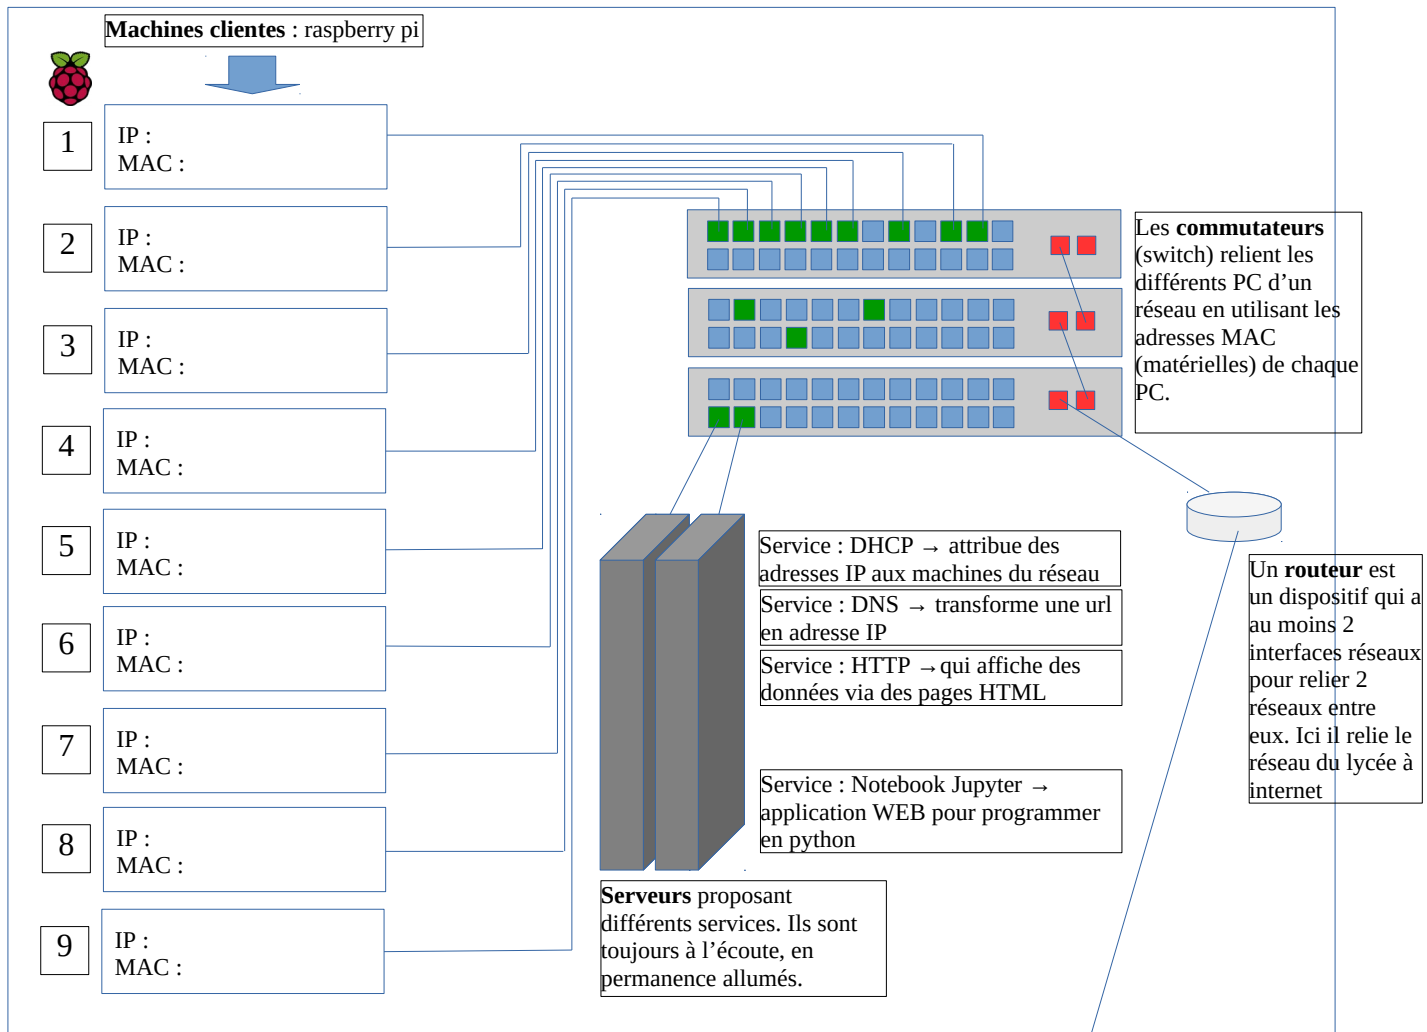 Machines clientes : raspberry pi
1
IP :
MAC :
2
IP :
MAC :
3
IP :
MAC :
4
IP :
MAC :
5
IP :
MAC :
6
IP :
MAC :
7
IP :
MAC :
8
IP :
MAC :
9
IP :
MAC :
Les commutateurs
(switch) relient les
différents PC d’un
réseau en utilisant les
adresses MAC
(matérielles) de chaque
PC.
Service : DHCP → attribue des
adresses IP aux machines du réseau
Service : DNS → transforme une url
en adresse IP
Service : HTTP →qui affiche des
données via des pages HTML
Service : Notebook Jupyter →
application WEB pour programmer
en python
Serveurs proposant
différents services. Ils sont
toujours à l’écoute, en
permanence allumés.
Un routeur est
un dispositif qui a
au moins 2
interfaces réseaux
pour relier 2
réseaux entre
eux. Ici il relie le
réseau du lycée à
internet